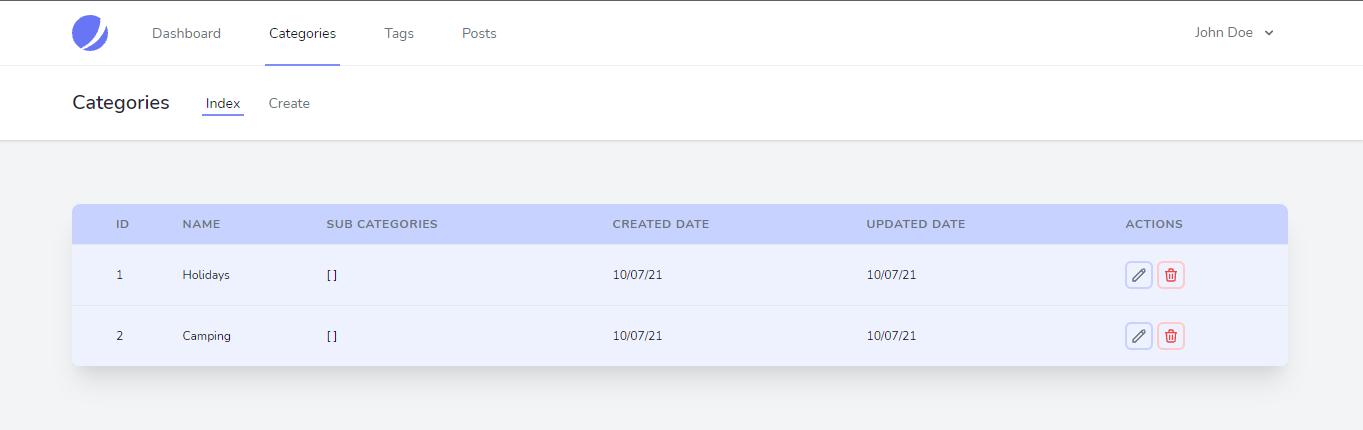 Dashboard Categories Tags Posts John Doe
Categories Index Create
ID NAME SUB CATEGORIES CREATED DATE UPDATED DATE ACTIONS
1 Holidays [ ] 10/07/21 10/07/21
2 Camping [ ] 10/07/21 10/07/21